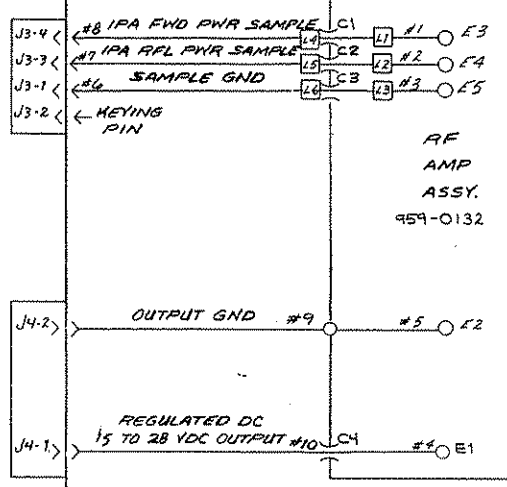 J3-4 #8 IPA FWD PWR SAMPLE L4 C1 L1 #1 E3
J3-3 #7 IPA RFL PWR SAMPLE L5 C2 L2 #2 E4
J3-1 #6 SAMPLE GND L6 C3 L3 #3 E5
J3-2 KEYING
PIN
RF
AMP
ASSY.
959-0132
J4-2 OUTPUT GND #9 #5 E2
REGULATED DC
J4-1 15 TO 28 VDC OUTPUT #10 C4 #4 E1